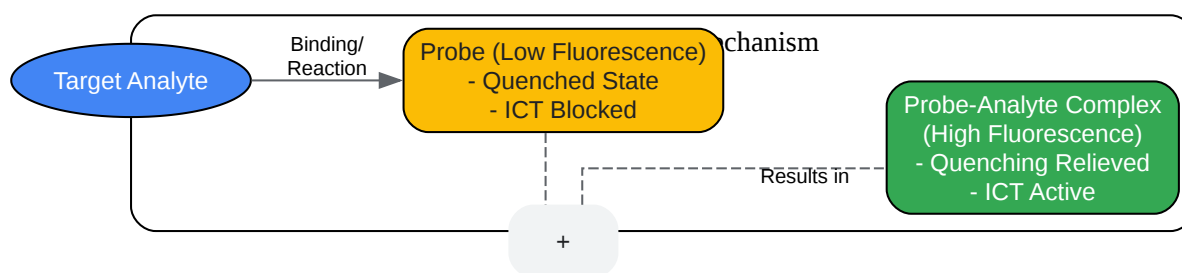 Target Analyte
Binding/
Reaction
Probe (Low Fluorescence)
- Quenched State
- ICT Blocked
Probe-Analyte Complex
(High Fluorescence)
- Quenching Relieved
- ICT Active
Results in
+